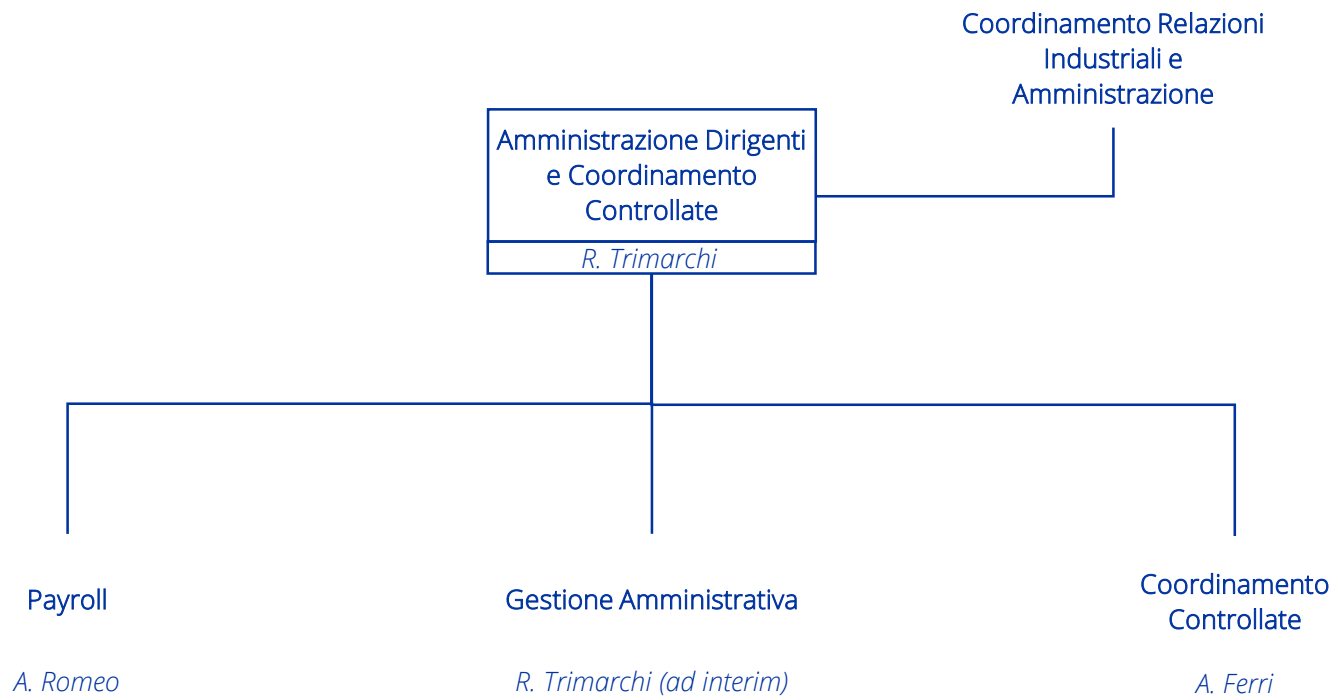 Coordinamento Relazioni
Industriali e
Amministrazione
Amministrazione Dirigenti
e Coordinamento
Controllate
R. Trimarchi
Payroll
A. Romeo
Gestione Amministrativa
R. Trimarchi (ad interim)
Coordinamento
Controllate
A. Ferri